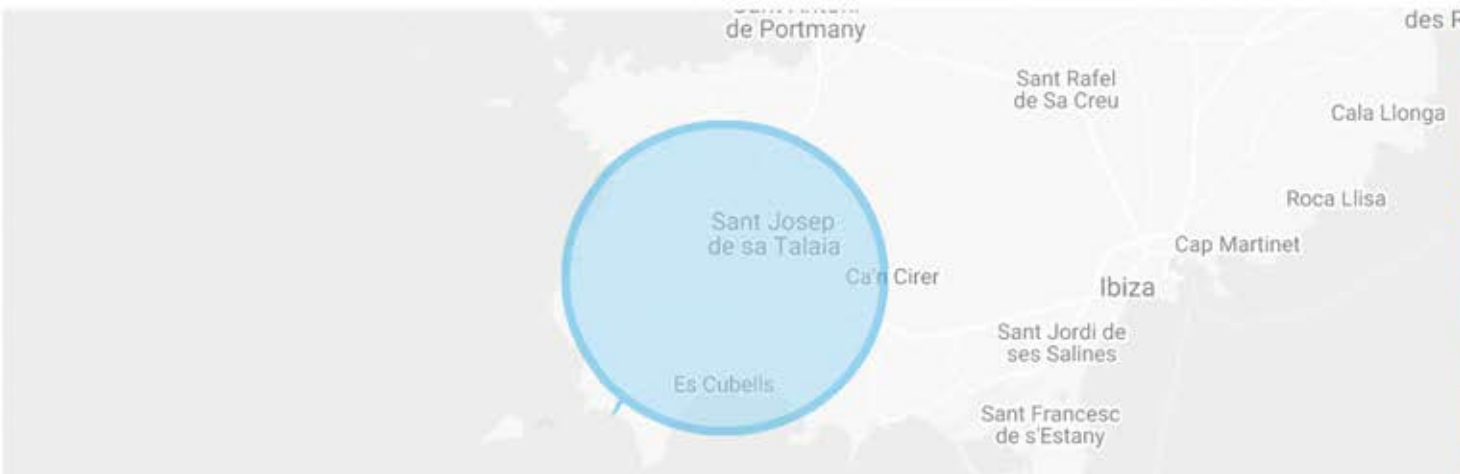 de Portmany
des
Sant Rafel
de Sa Creu
Cala Llonga
Roca Llisa
Sant Josep
de sa Talaia
Cap Martinet
Ca'n Cirer
Ibiza
Sant Jordi de
ses Salines
Es Cubells
Sant Francesc
de s'Estany